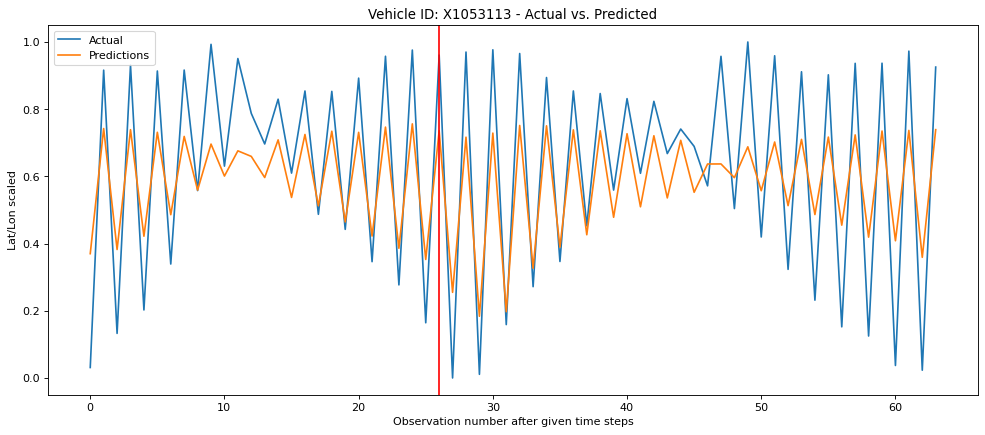 Vehicle ID: X1053113 - Actual vs. Predicted
Actual
Predictions
1.0
0.8
0.6
0.4
0.2
0.0
Lat/Lon scaled
0 10 20 30 40 50 60
Observation number after given time steps